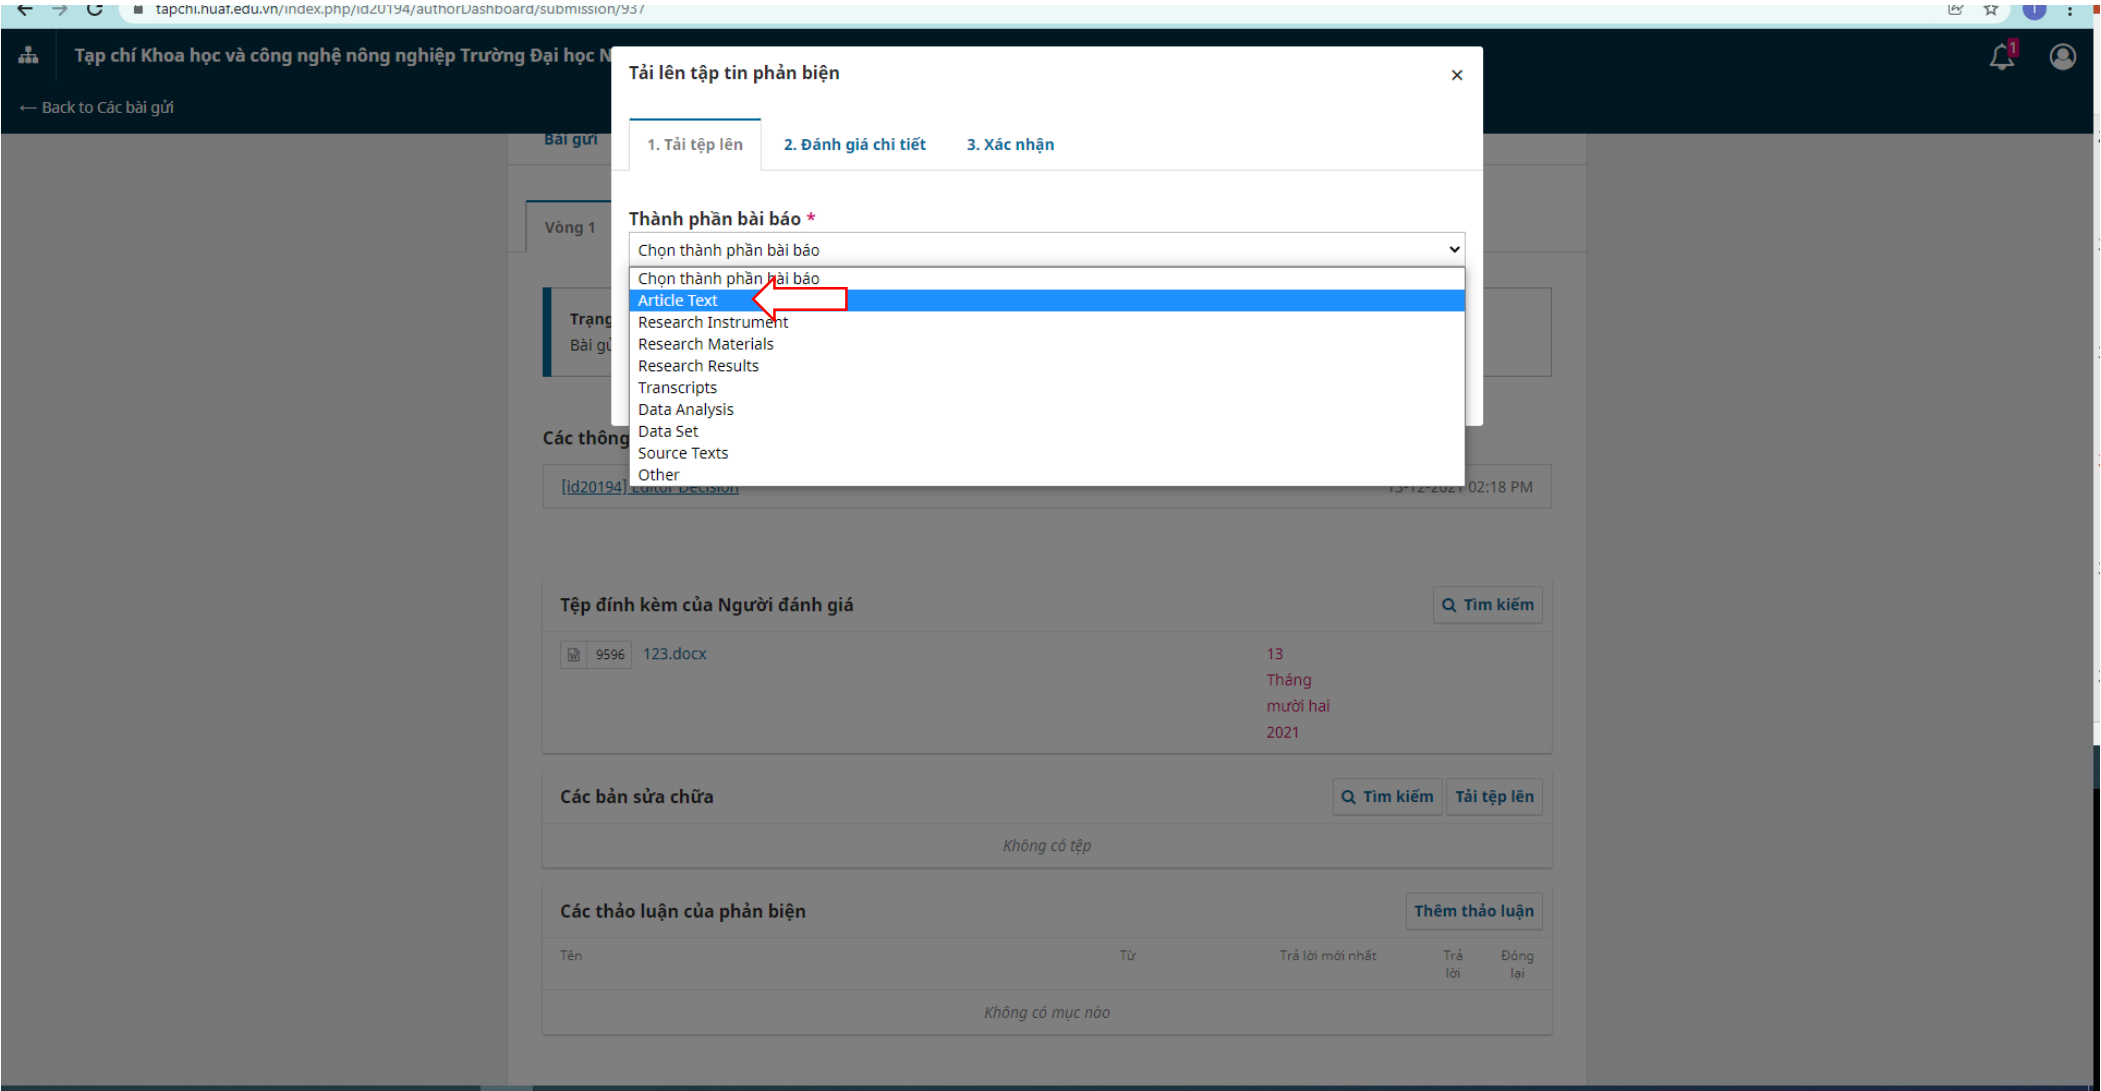 tapchi.huaf.edu.vn/index.php/id20194/authorDashboard/submission/937
Tạp chí Khoa học và công nghệ nông nghiệp Trường Đại học N
1
← Back to Các bài gửi
Tải lên tập tin phản biện
×
Bài gửi
1. Tải tệp lên
2. Đánh giá chi tiết
3. Xác nhận
Vòng 1
Thành phần bài báo *
Chọn thành phần bài báo
Chọn thành phần bài báo
Article Text
Research Instrument
Research Materials
Research Results
Transcripts
Data Analysis
Data Set
Source Texts
Other
Trạng
Bài gử
Các thông
[id20194] Editor Decision
13-12-2021 02:18 PM
Tệp đính kèm của Người đánh giá
Tìm kiếm
9596
123.docx
13
Tháng
mười hai
2021
Các bản sửa chữa
Tìm kiếm
Tải tệp lên
Không có tệp
Các thảo luận của phản biện
Thêm thảo luận
Tên
Từ
Trả lời mới nhất
Trả
lời
Đóng
lại
Không có mục nào